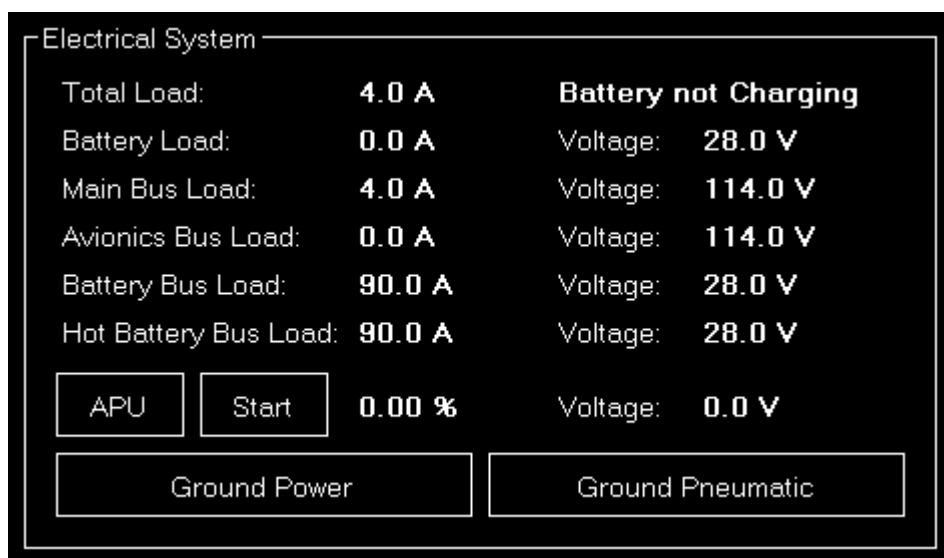 Electrical System
Total Load: 4.0 A Battery not Charging
Battery Load: 0.0 A Voltage: 28.0 V
Main Bus Load: 4.0 A Voltage: 114.0 V
Avionics Bus Load: 0.0 A Voltage: 114.0 V
Battery Bus Load: 90.0 A Voltage: 28.0 V
Hot Battery Bus Load: 90.0 A Voltage: 28.0 V
APU Start 0.00 % Voltage: 0.0 V
Ground Power Ground Pneumatic